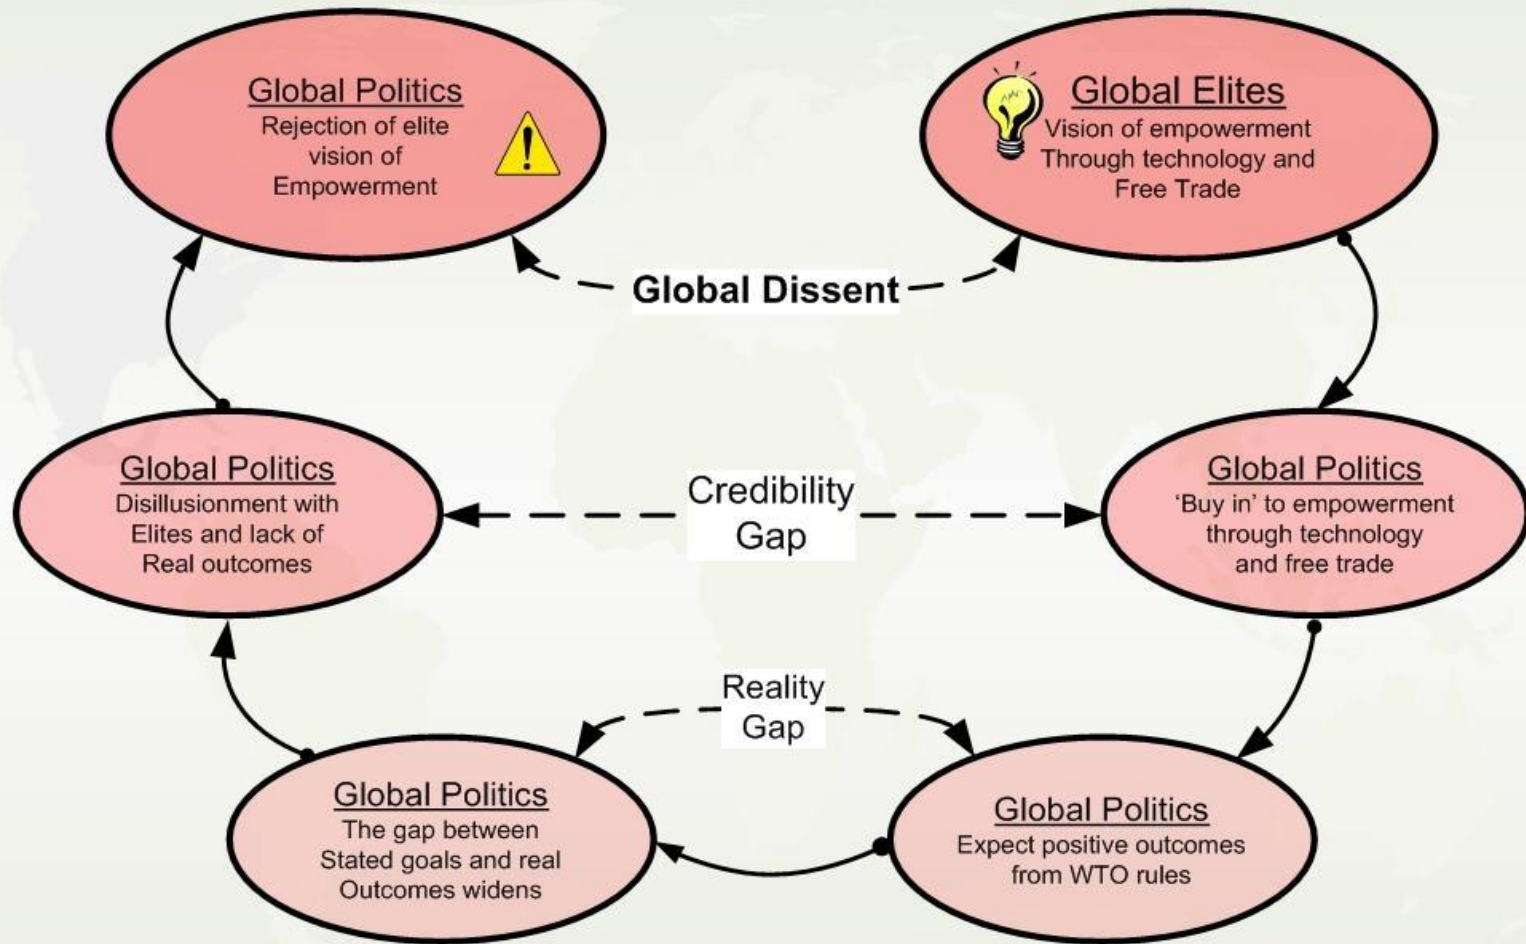 Global Politics
Rejection of elite
vision of
Empowerment
Global Elites
Vision of empowerment
Through technology and
Free Trade
Global Dissent
Global Politics
Disillusionment with
Elites and lack of
Real outcomes
Credibility
Gap
Global Politics
‘Buy in’ to empowerment
through technology
and free trade
Reality
Gap
Global Politics
The gap between
Stated goals and real
Outcomes widens
Global Politics
Expect positive outcomes
from WTO rules